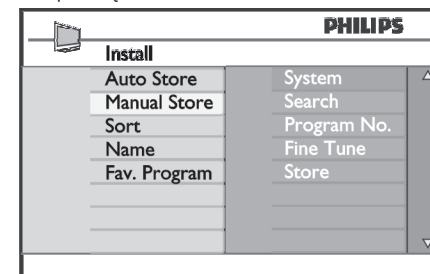 PHILIPS
Install
Auto Store
Manual Store
Sort
Name
Fav. Program
System
Search
Program No.
Fine Tune
Store